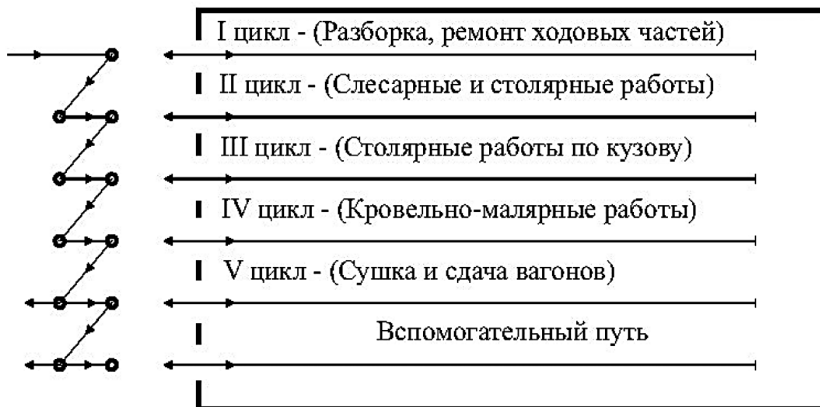 I цикл - (Разборка, ремонт ходовых частей)
II цикл - (Слесарные и столярные работы)
III цикл - (Столярные работы по кузову)
IV цикл - (Кровельно-малярные работы)
V цикл - (Сушка и сдача вагонов)
Вспомогательный путь